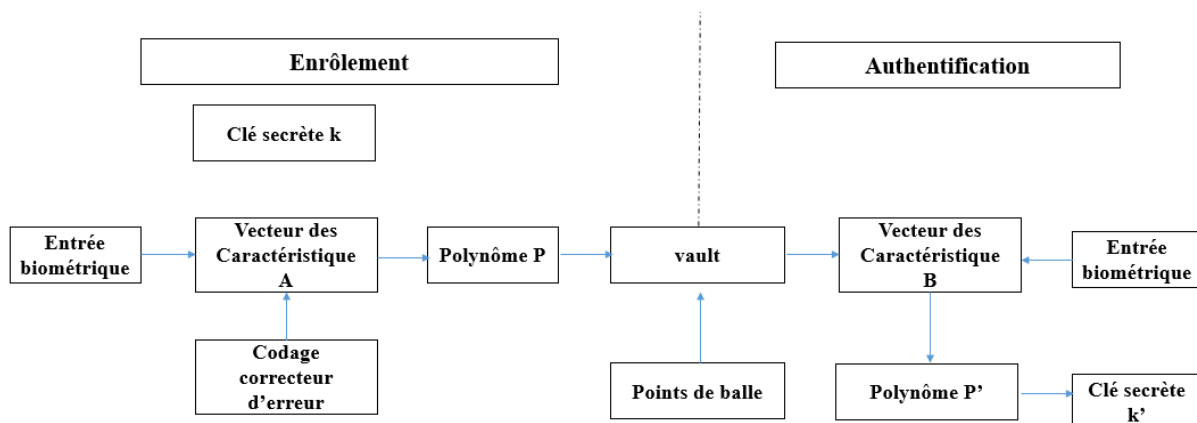 Enrôlement
Authentification
Clé secrète k
Entrée
biométrique
Vecteur des
Caractéristique
A
Polynôme P
vault
Vecteur des
Caractéristique
B
Entrée
biométrique
Codage
correcteur
d'erreur
Points de balle
Polynôme P'
Clé secrète
k'